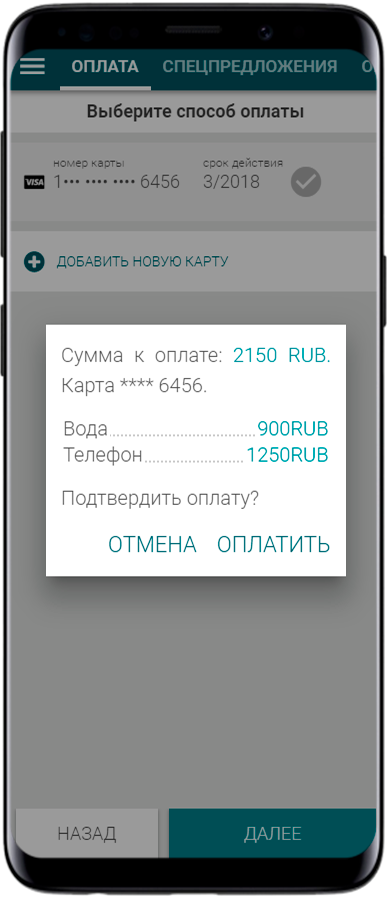 ОПЛАТА СПЕЦПРЕДЛОЖЕНИЯ
Выберите способ оплаты
номер карты срок действия
VISA 1••• •••• •••• 6456 3/2018
ДОБАВИТЬ НОВУЮ КАРТУ
Сумма к оплате: 2150 RUB.
Карта **** 6456.
Вода 900RUB
Телефон 1250RUB
Подтвердить оплату?
ОТМЕНА ОПЛАТИТЬ
НАЗАД ДАЛЕЕ